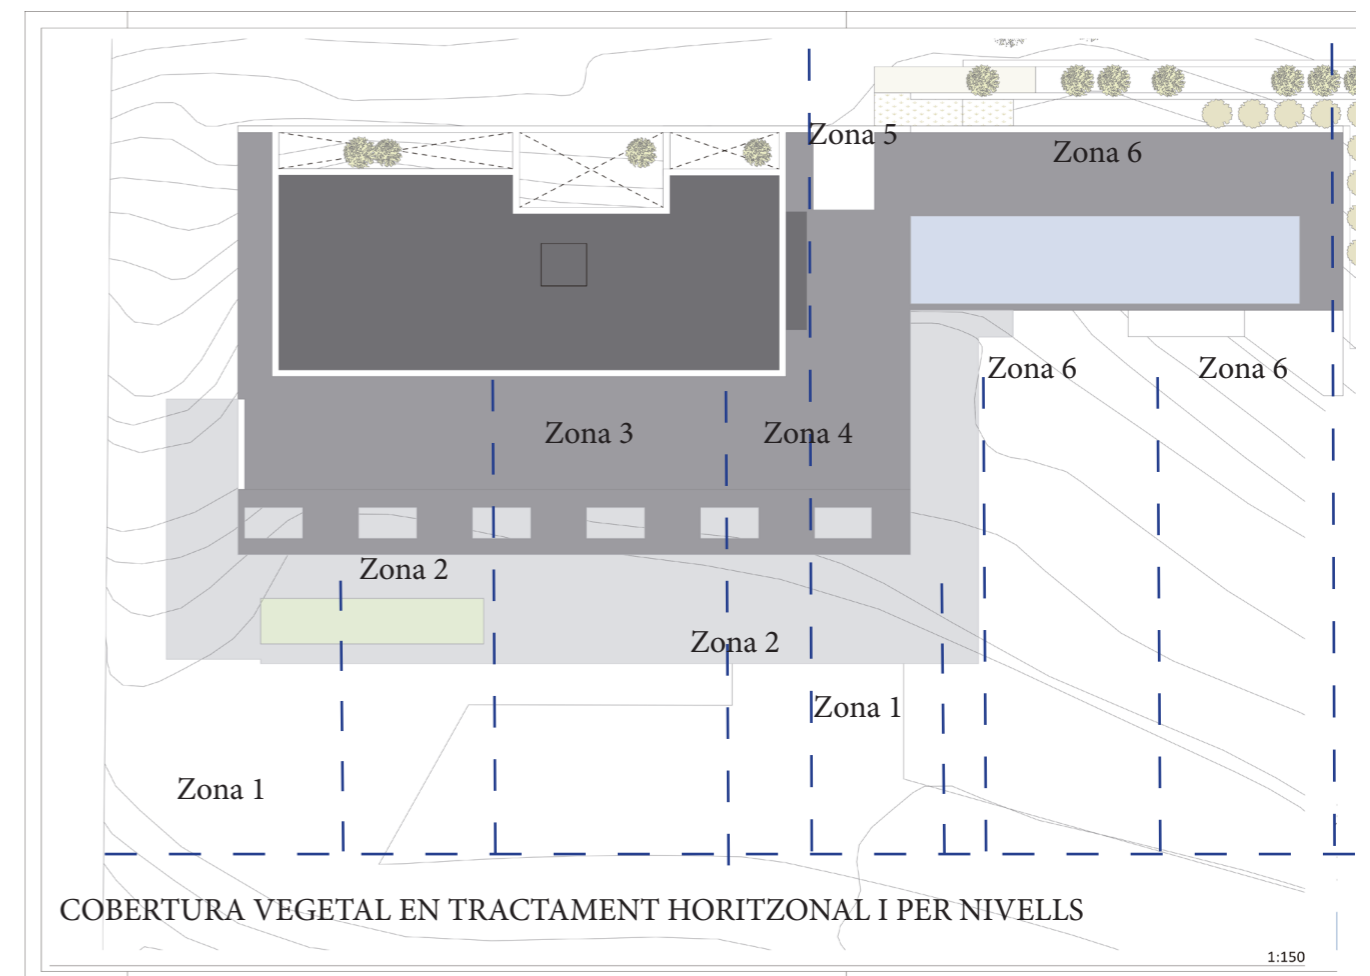 Zona 5
Zona 6
Zona 6
Zona 6
Zona 3
Zona 4
Zona 2
Zona 2
Zona 1
Zona 1
COBERTURA VEGETAL EN TRACTAMENT HORITZONAL I PER NIVELLS
1:150